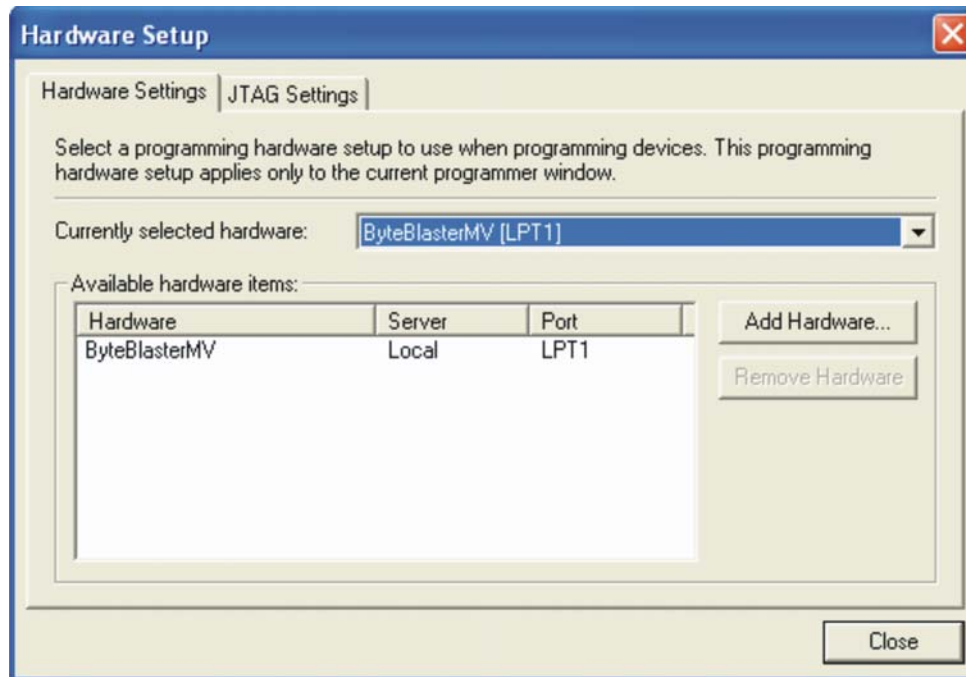 Hardware Setup
Hardware Settings JTAG Settings
Select a programming hardware setup to use when programming devices. This programming
hardware setup applies only to the current programmer window.
Currently selected hardware: ByteBlasterMV [LPT1]
Available hardware items:
Hardware Server Port
ByteBlasterMV Local LPT1
Add Hardware...
Remove Hardware
Close